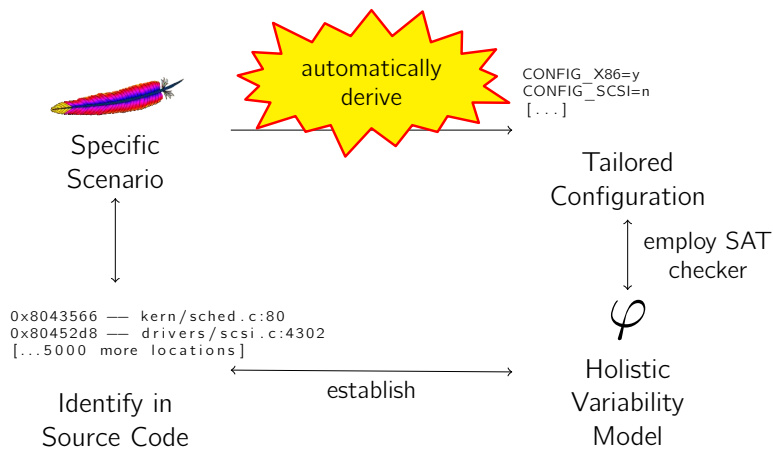 automatically
derive
CONFIG_X86=y
CONFIG_SCSI=n
[...]
Specific
Scenario
Tailored
Configuration
employ SAT
checker
0x8043566 —— kern/sched.c:80
0x80452d8 —— drivers/scsi.c:4302
[...5000 more locations]
φ
establish
Identify in
Source Code
Holistic
Variability
Model